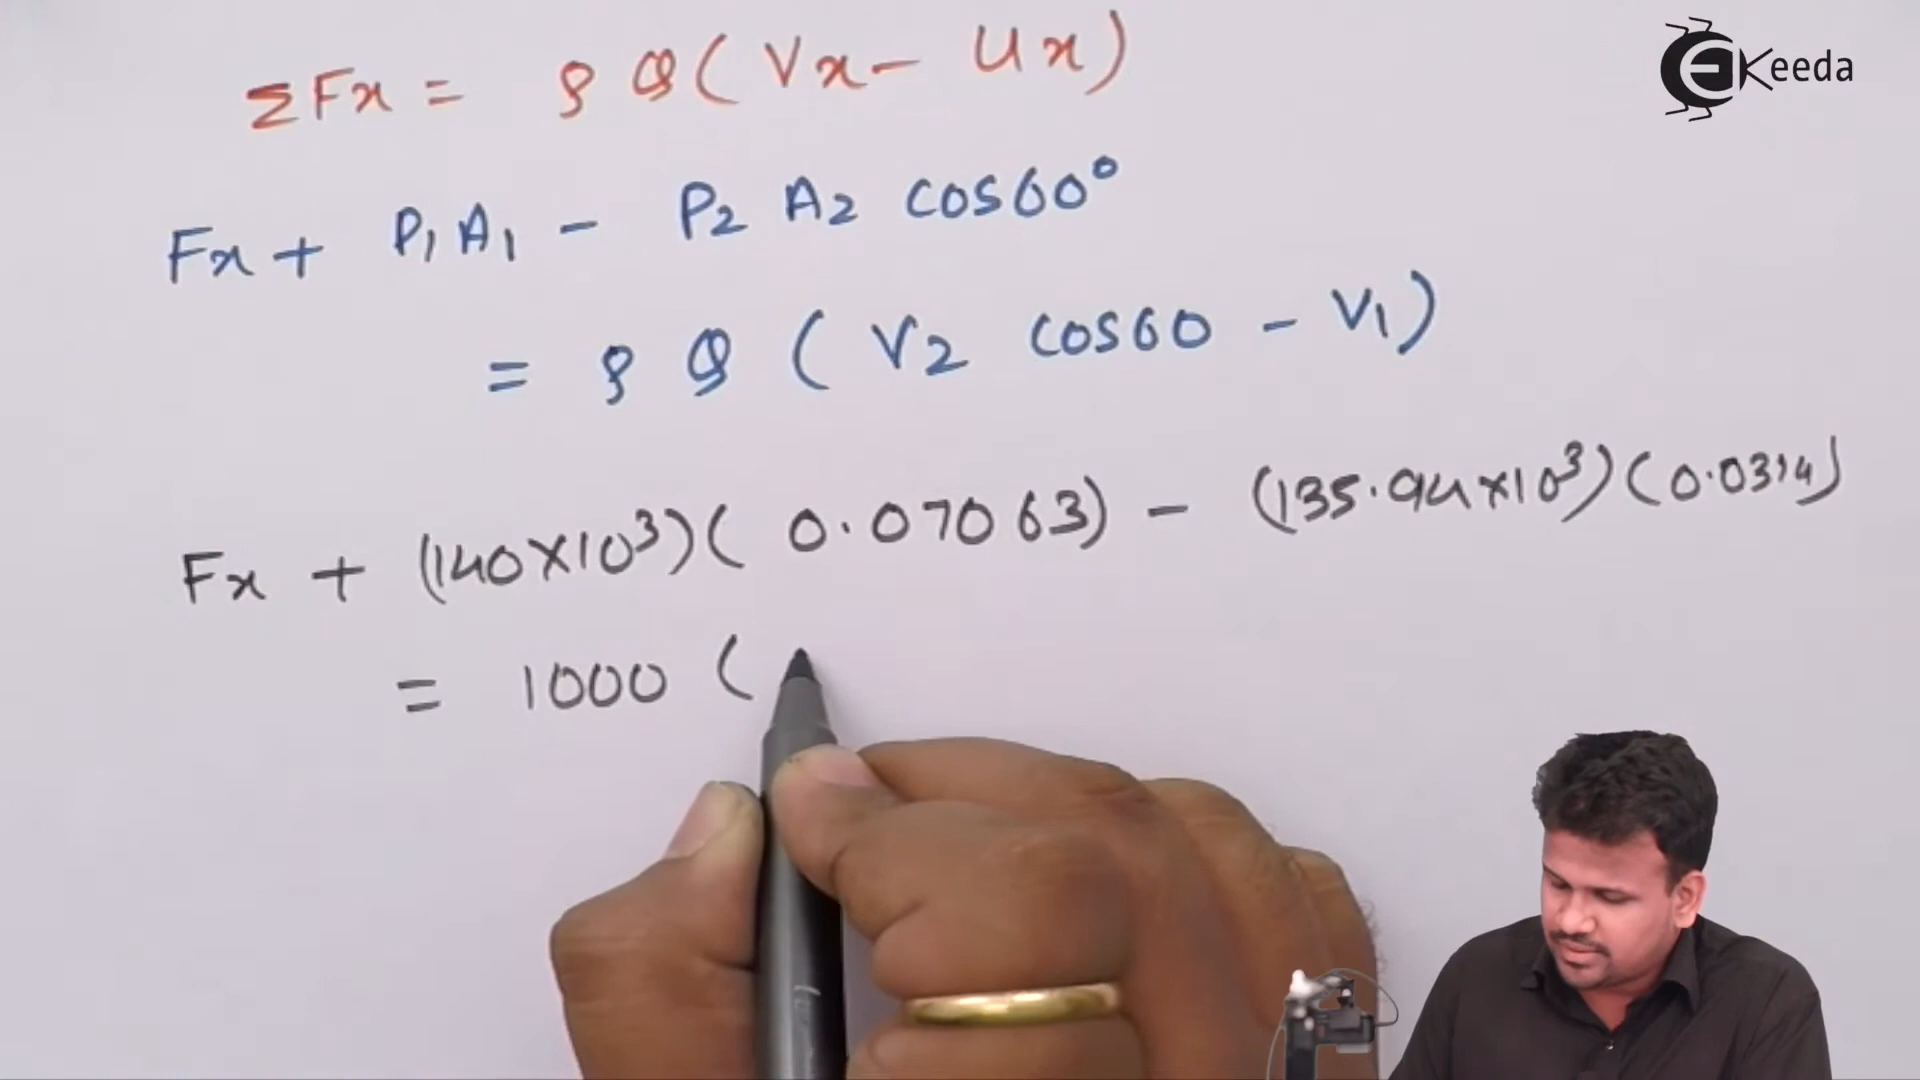 EKeeda
ΣFx = ρ Q ( Vx - Ux )
Fx + P1 A1 - P2 A2 cos60°
= ρ Q ( V2 cos60 - V1 )
Fx + (140×10³) ( 0.07063) - (135.94×10³) (0.0314)
= 1000 (